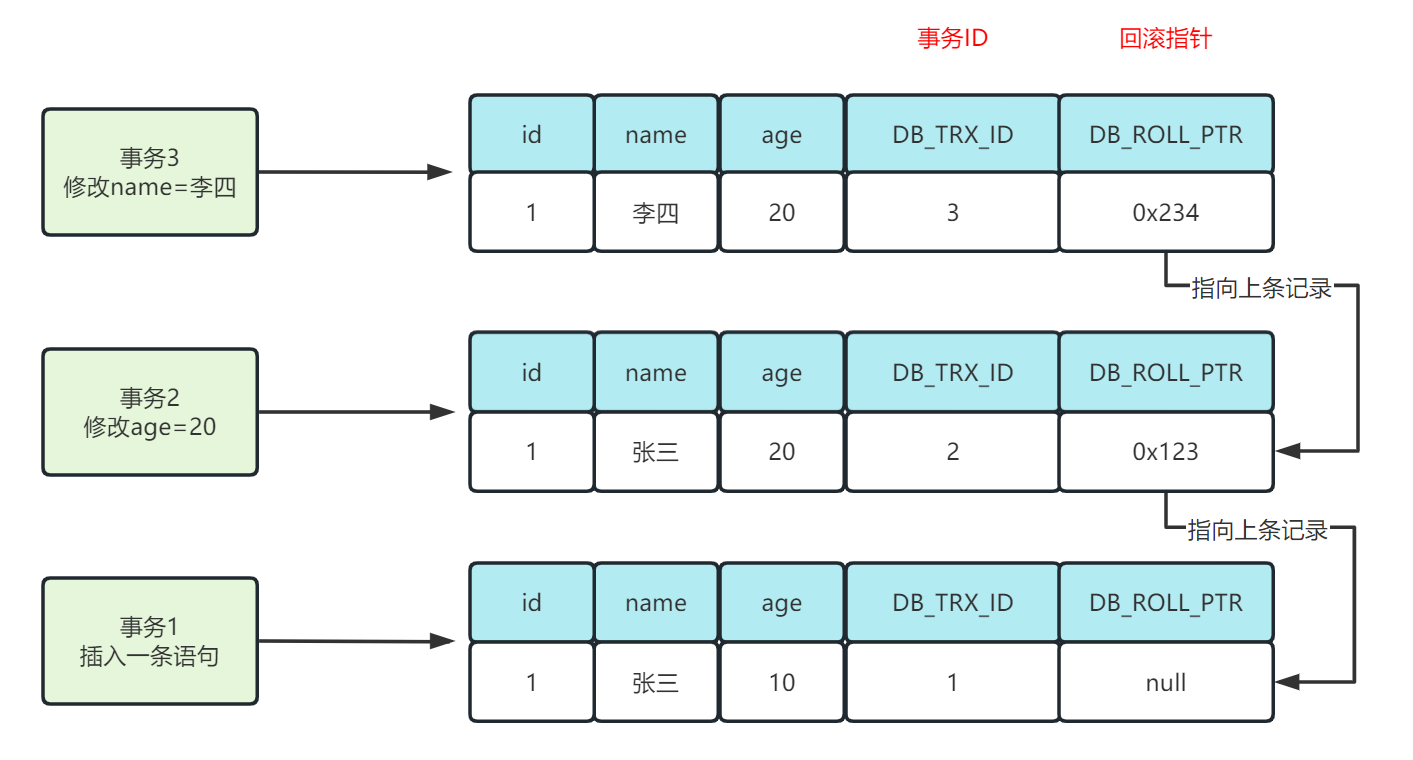 事务ID 回滚指针
事务3
修改name=李四
id name age DB_TRX_ID DB_ROLL_PTR
1 李四 20 3 0x234
指向上条记录
事务2
修改age=20
id name age DB_TRX_ID DB_ROLL_PTR
1 张三 20 2 0x123
指向上条记录
事务1
插入一条语句
id name age DB_TRX_ID DB_ROLL_PTR
1 张三 10 1 null